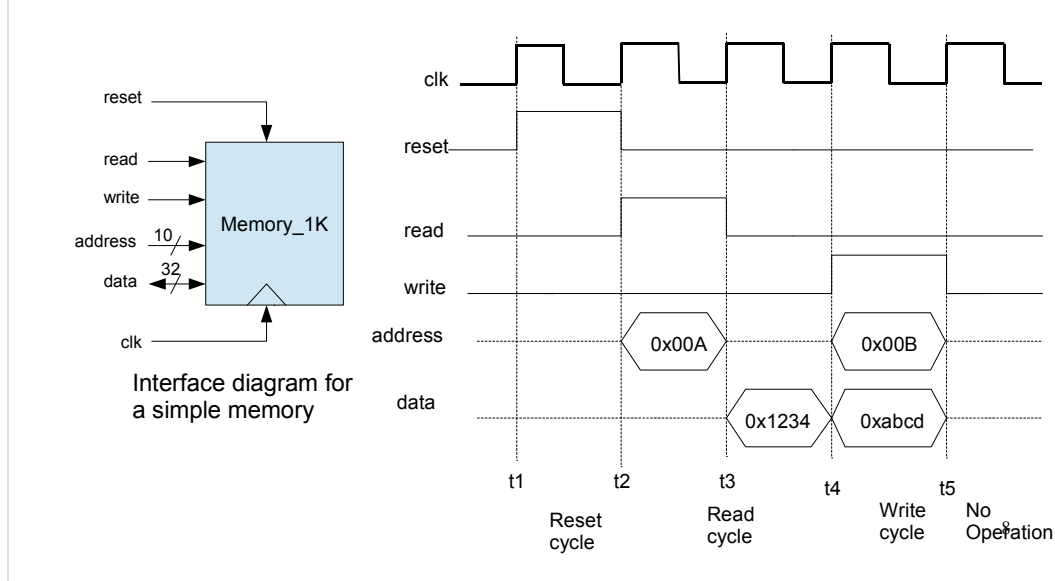 reset
read
write
address
10
data
32
clk
Memory_1K
Interface diagram for
a simple memory
clk
reset
read
write
address
0x00A
0x00B
data
0x1234
0xabcd
t1
t2
t3
t4
t5
Reset
cycle
Read
cycle
Write
cycle
No
Operation
8